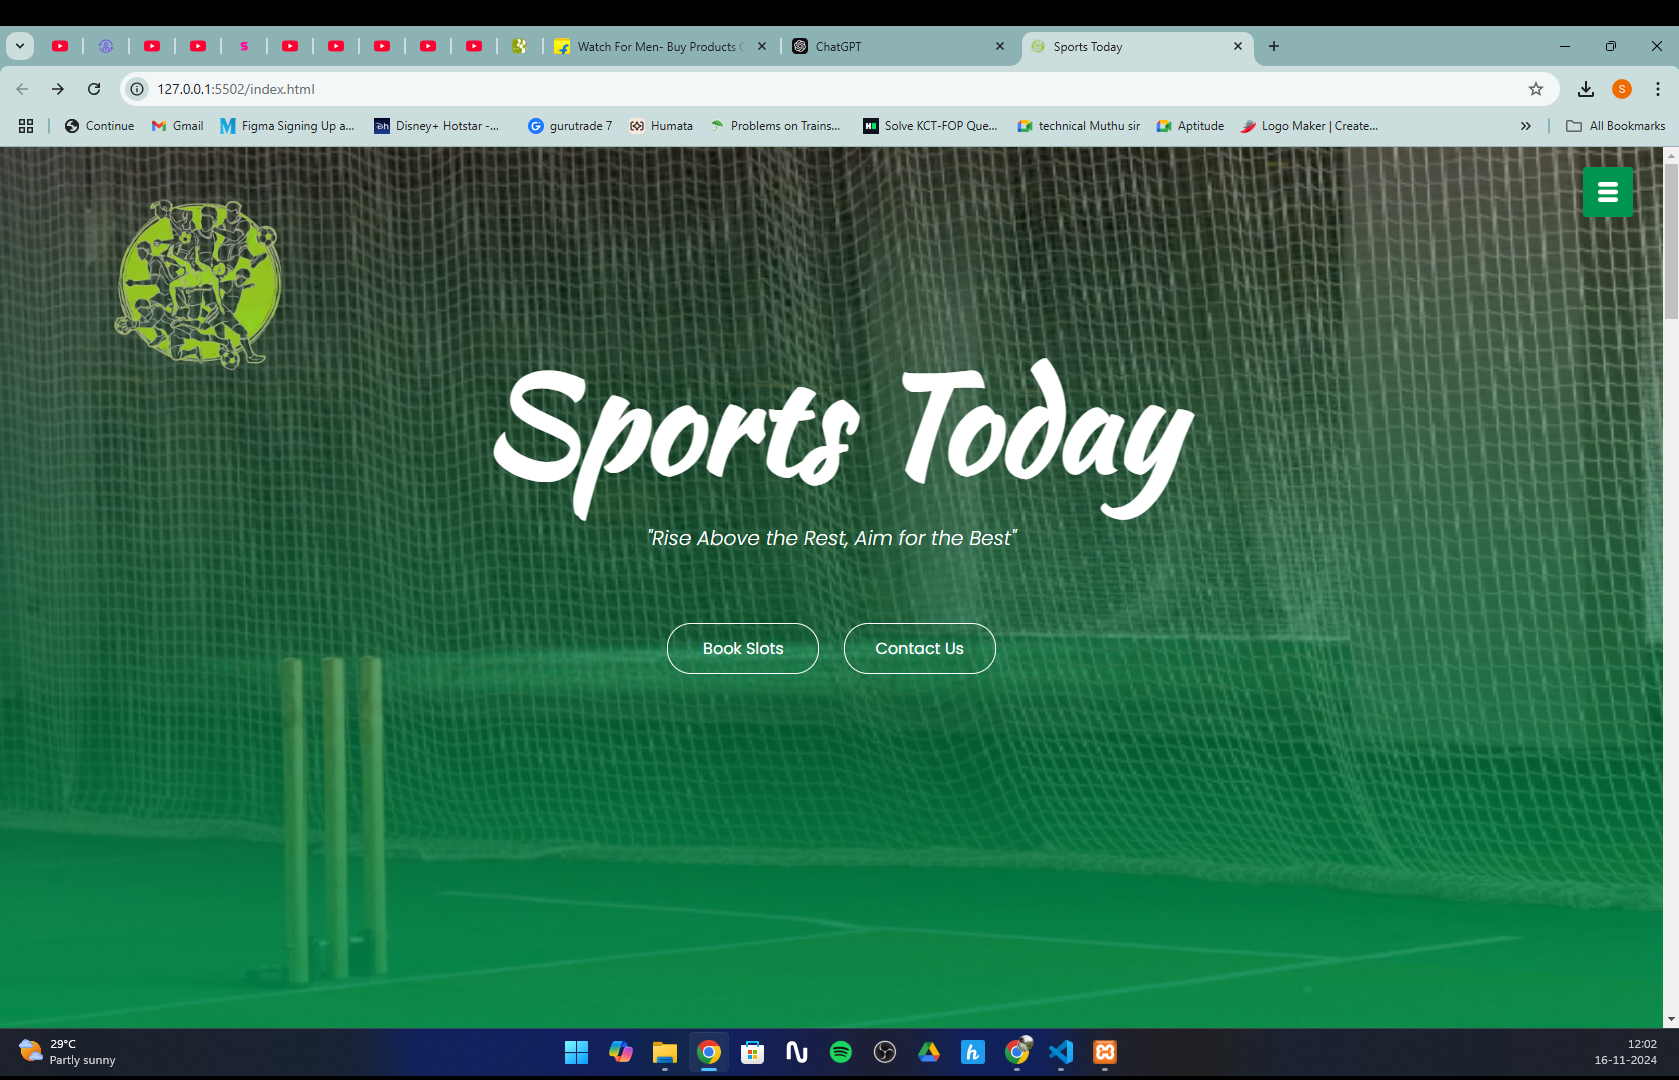 Watch For Men- Buy Products
ChatGPT
Sports Today
127.0.0.1:5502/index.html
S
Continue
Gmail
Figma Signing Up a...
Disney+ Hotstar -...
gurutrade 7
Humata
Problems on Trains...
Solve KCT-FOP Que...
technical Muthu sir
Aptitude
Logo Maker | Create...
All Bookmarks
Sports Today
"Rise Above the Rest, Aim for the Best"
Book Slots
Contact Us
29°C
Partly sunny
12:02
16-11-2024